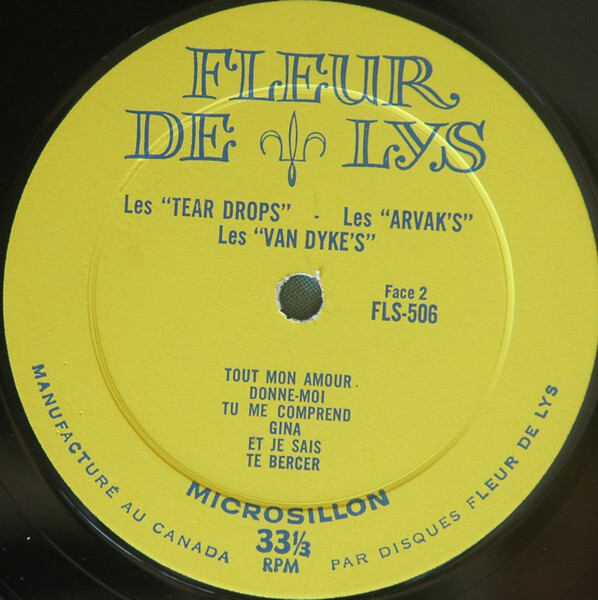 FLEUR
DE LYS
Les "TEAR DROPS" - Les "ARVAK'S"
Les "VAN DYKE'S"
Face 2
FLS-506
TOUT MON AMOUR
DONNE-MOI
TU ME COMPREND
GINA
ET JE SAIS
TE BERCER
MICROSILLON
33⅓
RPM
MANUFACTURÉ AU CANADA PAR DISQUES FLEUR DE LYS